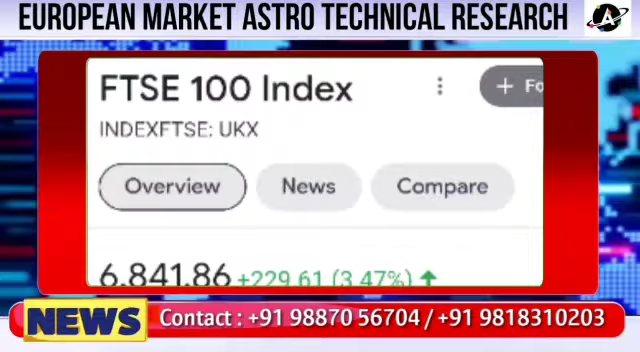 EUROPEAN MARKET ASTRO TECHNICAL RESEARCH
A
FTSE 100 Index
+ Fo
INDEXFTSE: UKX
Overview News Compare
6,841.86 +229.61 (3.47%) ↑
NEWS Contact : +91 98870 56704 / +91 9818310203